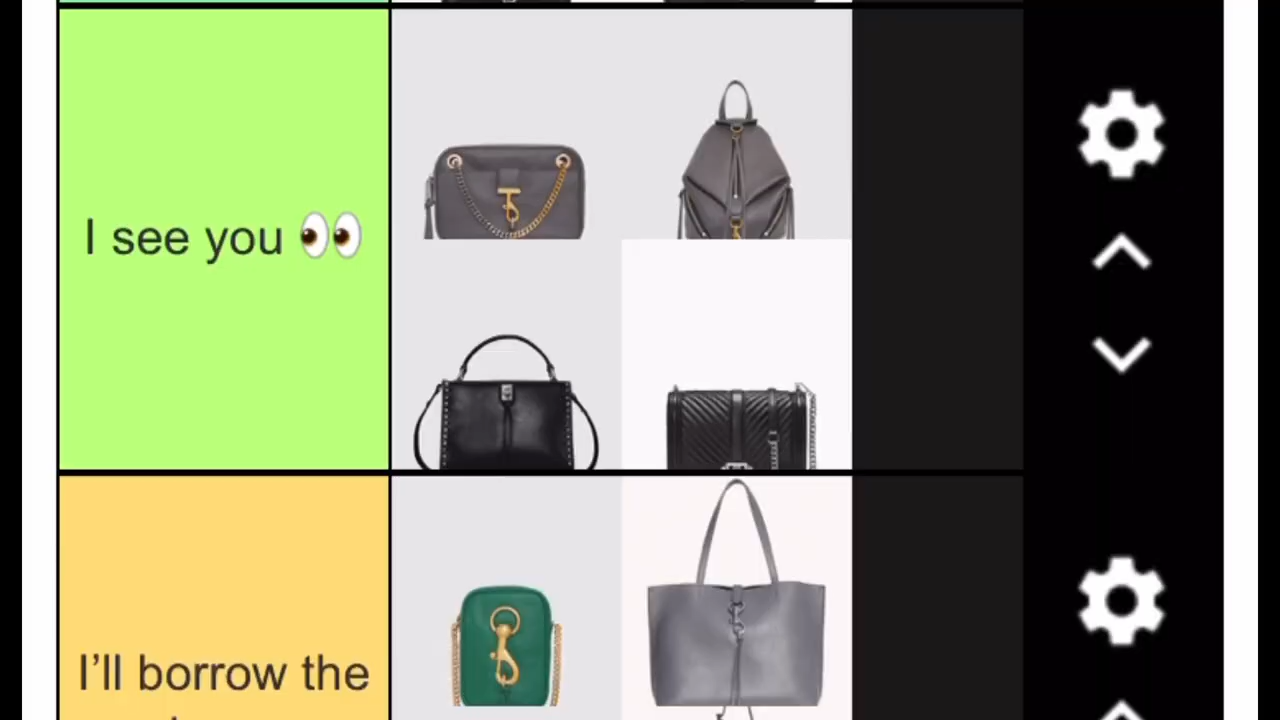 I see you 👀
I’ll borrow the